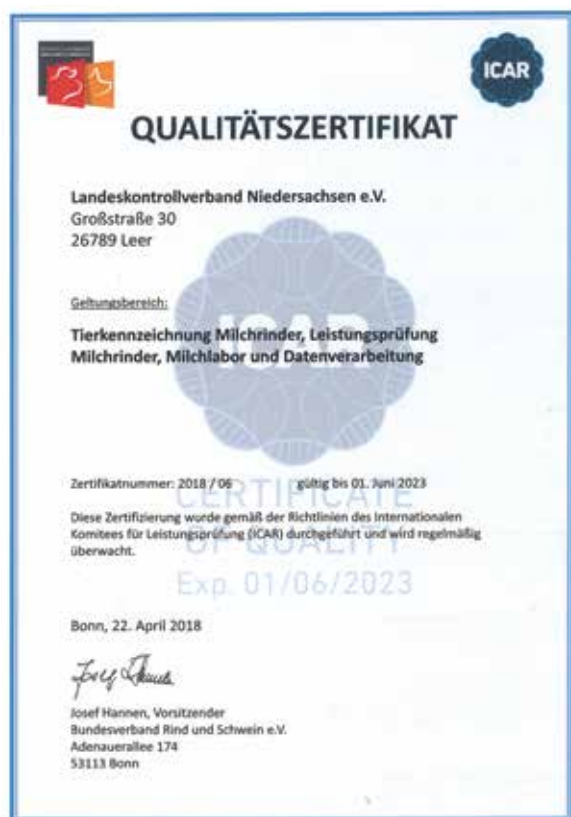 ICAR
QUALITÄTSZERTIFIKAT
Landeskontrollverband Niedersachsen e.V.
Großstraße 30
26789 Leer
Geltungsbereich:
Tierkennzeichnung Milchrinder, Leistungsprüfung
Milchrinder, Milchlabor und Datenverarbeitung
ICAR
Zertifikatnummer: 2018 / 06 gültig bis 01. Juni 2023
CERTIFICATE
OF QUALITY
Exp. 01/06/2023
Diese Zertifizierung wurde gemäß der Richtlinien des Internationalen
Komitees für Leistungsprüfung (ICAR) durchgeführt und wird regelmäßig
überwacht.
Bonn, 22. April 2018
Josef Hannen, Vorsitzender
Bundesverband Rind und Schwein e.V.
Adenauerallee 174
53113 Bonn